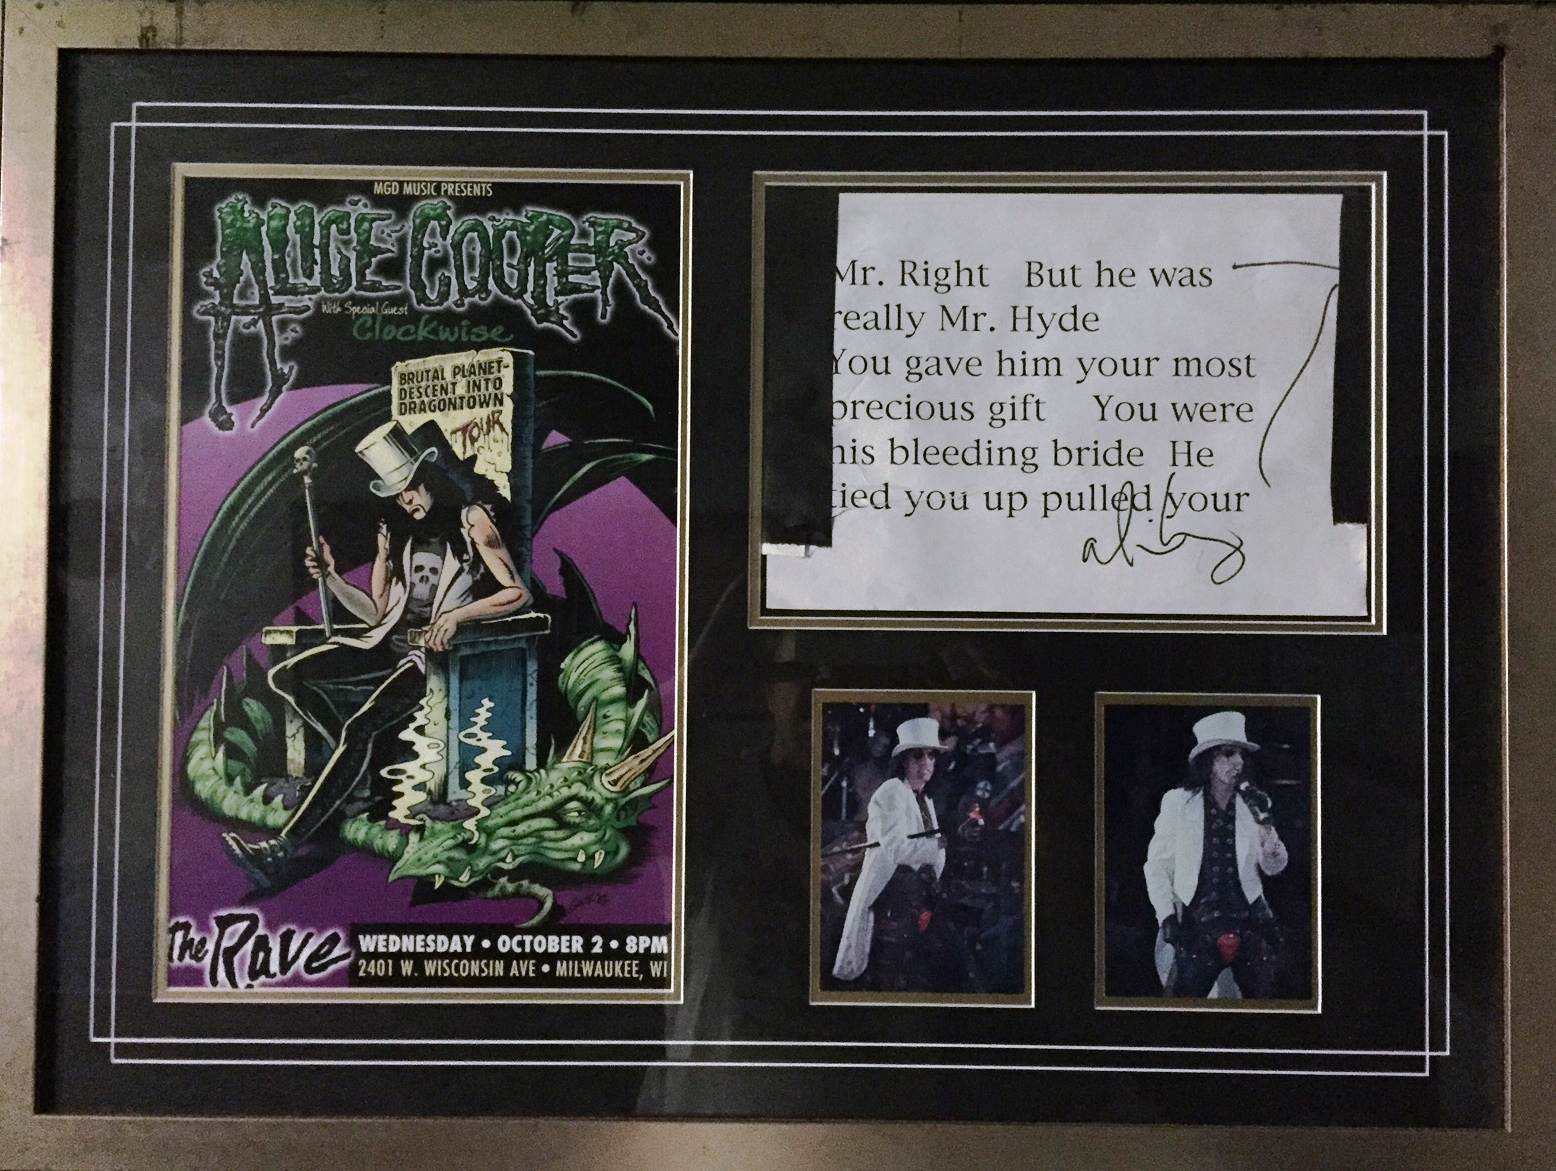 MGD MUSIC PRESENTS
ALICE COOPER
With Special Guest
Clockwise
BRUTAL PLANET-
DESCENT INTO
DRAGONTOWN
TOUR
The Rave
WEDNESDAY • OCTOBER 2 • 8PM
2401 W. WISCONSIN AVE • MILWAUKEE, WI
Mr. Right But he was
really Mr. Hyde
You gave him your most
precious gift You were
his bleeding bride He
tied you up pulled your